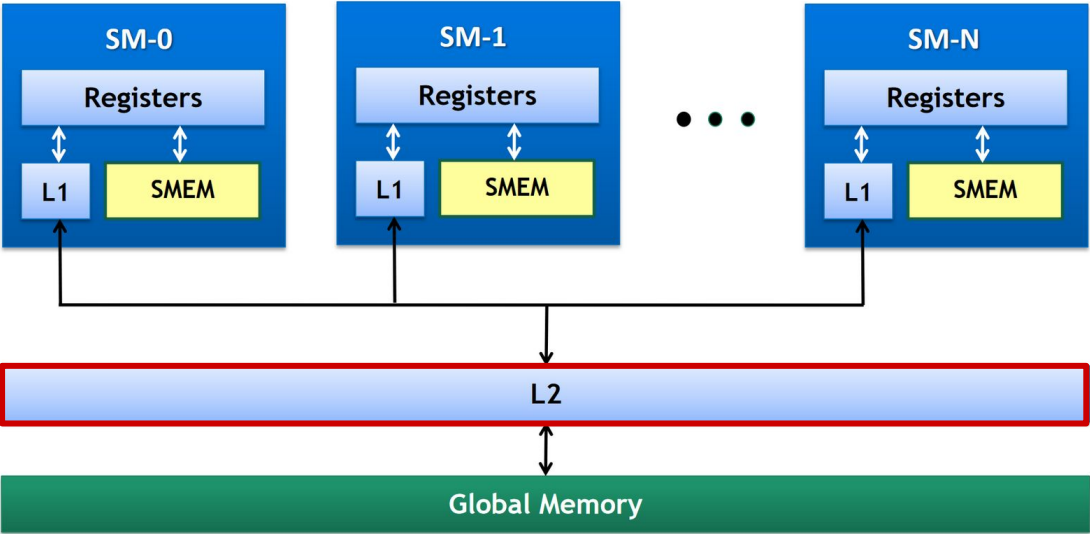 SM-0
SM-1
SM-N
Registers
Registers
Registers
L1
SMEM
L1
SMEM
L1
SMEM
L2
Global Memory